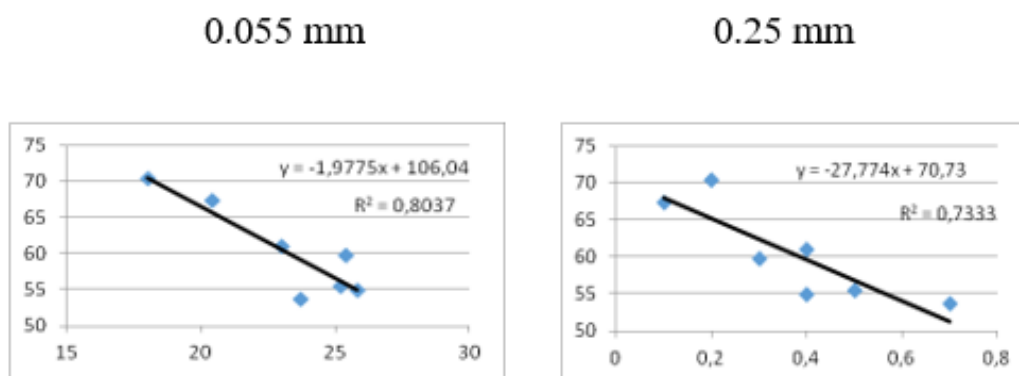 0.055 mm
0.25 mm
75
70
65
60
55
50
15 20 25 30
y = -1,9775x + 106,04
R² = 0,8037
75
70
65
60
55
50
0 0,2 0,4 0,6 0,8
y = -27,774x + 70,73
R² = 0,7333